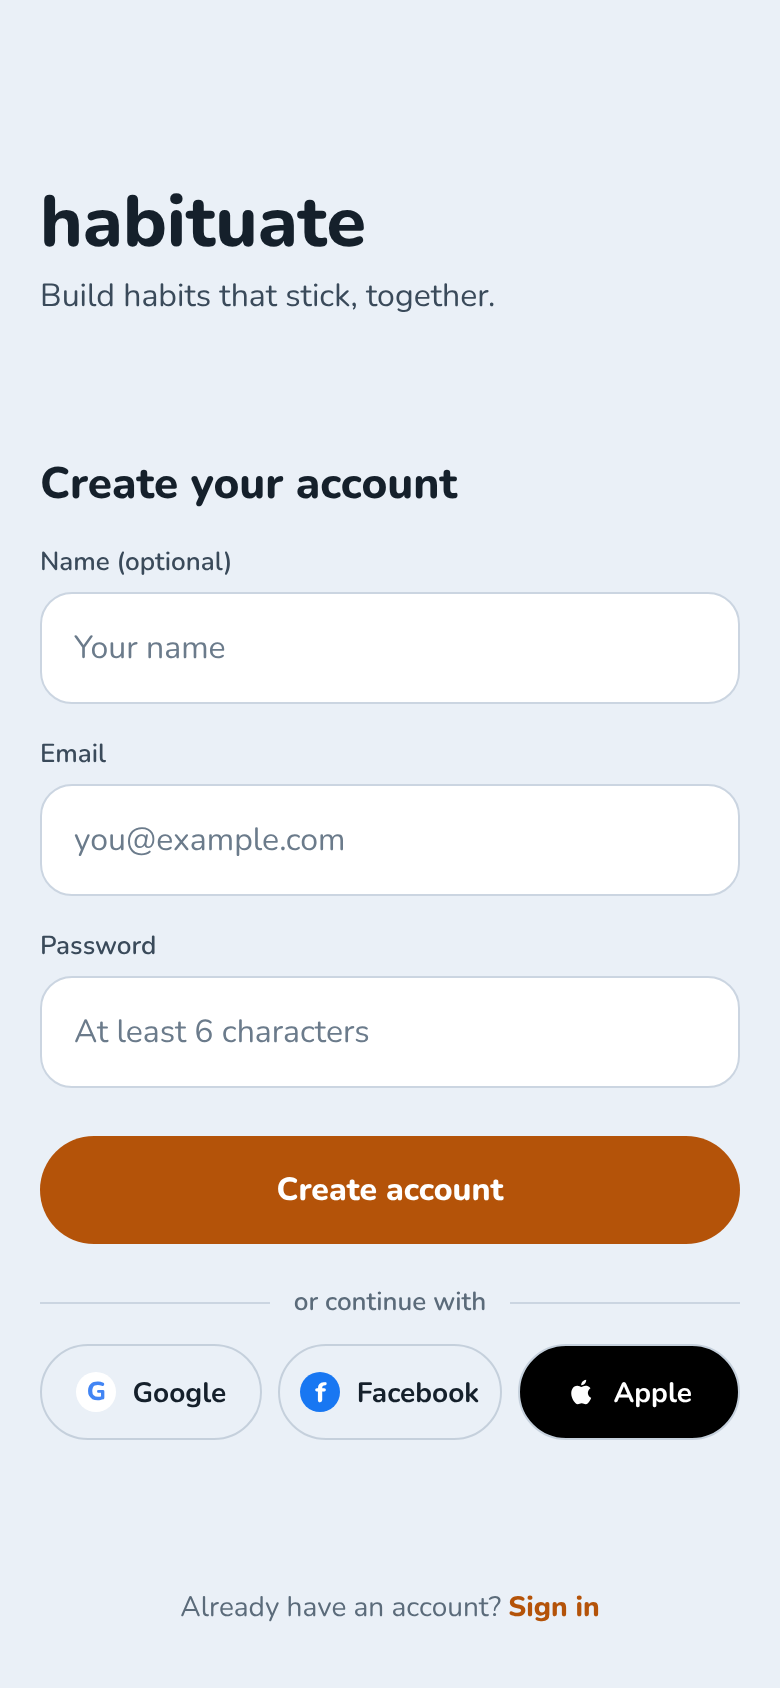 habituate
Build habits that stick, together.
Create your account
Name (optional)
Your name
Email
you@example.com
Password
At least 6 characters
Create account
or continue with
G Google
f Facebook
Apple
Already have an account? Sign in